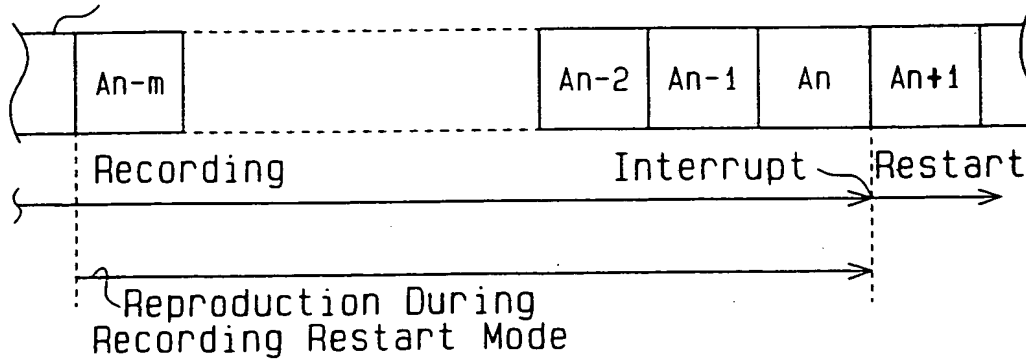 An-m An-2 An-1 An An+1
Recording Interrupt Restart
Reproduction During
Recording Restart Mode